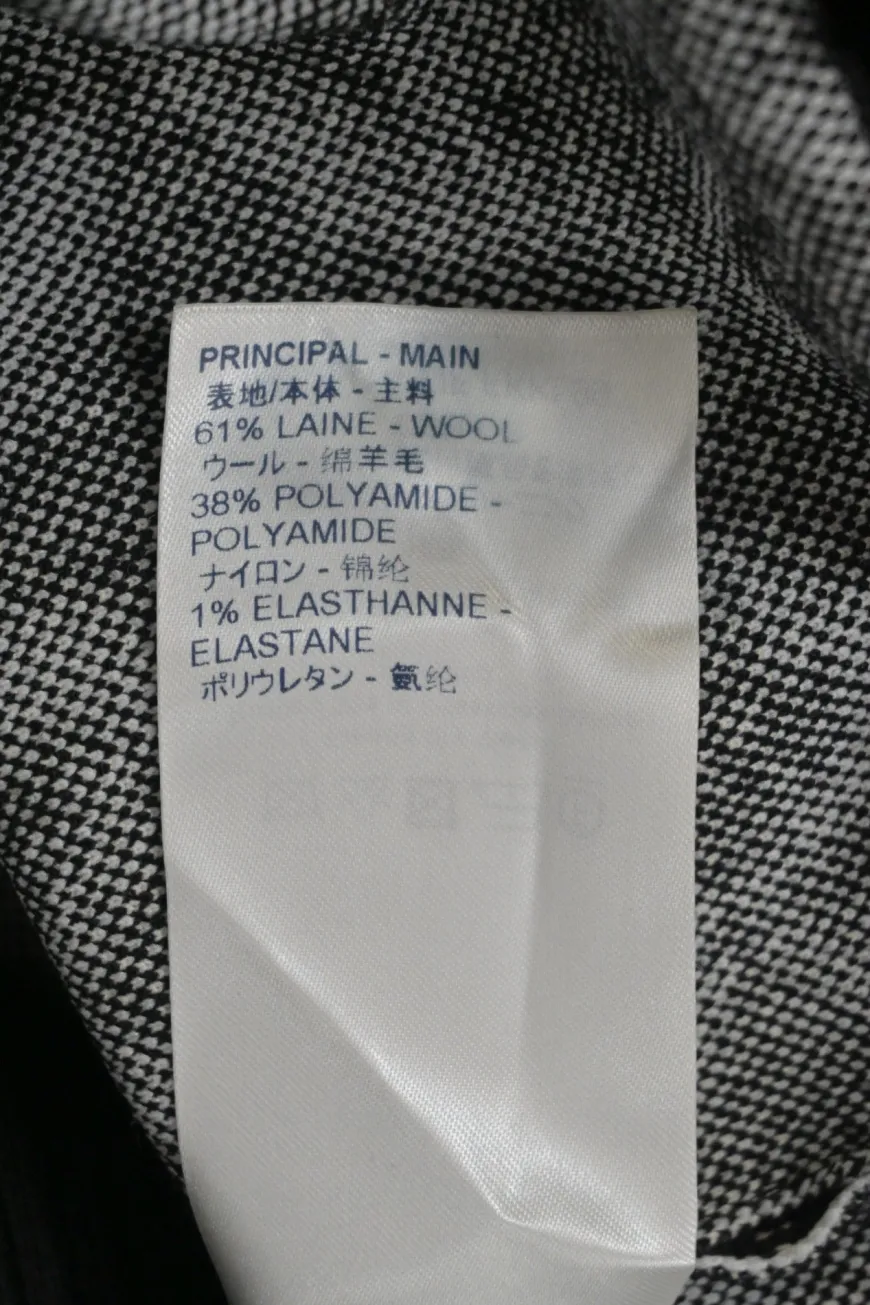 PRINCIPAL - MAIN
表地/本体 - 主料
61% LAINE - WOOL
ウール - 绵羊毛
38% POLYAMIDE -
POLYAMIDE
ナイロン - 锦纶
1% ELASTHANNE -
ELASTANE
ポリウレタン - 氨纶